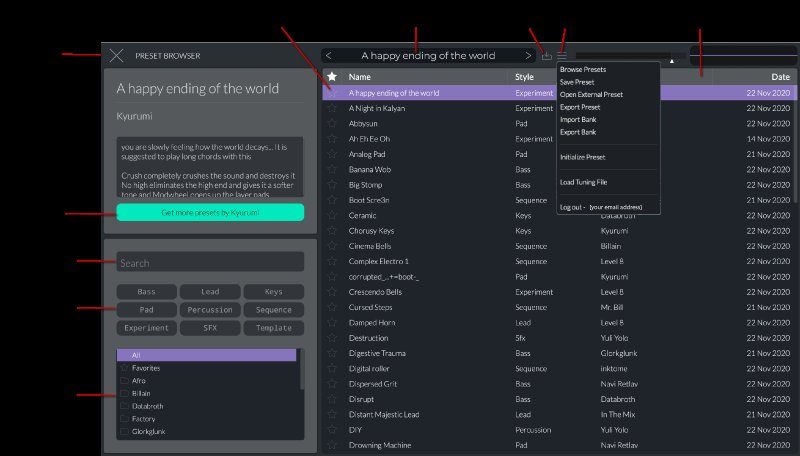 PRESET BROWSER
A happy ending of the world
A happy ending of the world
Kyurumi
you are slowly feeling how the world decays... It is
suggested to play long chords with this
Crush completely crushes the sound and destroys it
No high eliminates the high end and gives it a softer
tone and Modwheel opens up the layer pads
Get more presets by Kyurumi
Search
Bass Lead Keys
Pad Percussion Sequence
Experiment SFX Template
All
Favorites
Afro
Billain
Databroth
Factory
Glorkglunk
Name Style Date
A happy ending of the world Experiment 22 Nov 2020
A Night in Kalyan Experiment 22 Nov 2020
Abbysun Pad 22 Nov 2020
Ah Eh Ee Oh Experiment 14 Nov 2020
Analog Pad Pad 21 Nov 2020
Banana Wob Bass 22 Nov 2020
Big Stomp Bass 22 Nov 2020
Boot Scre3n Sequence 21 Nov 2020
Ceramic Keys Databroth 22 Nov 2020
Chorusy Keys Keys Kyurumi 22 Nov 2020
Cinema Bells Sequence Billain 22 Nov 2020
Complex Electro 1 Sequence Level 8 22 Nov 2020
corrupted_...+=boot-_ Pad Kyurumi 22 Nov 2020
Crescendo Bells Experiment Level 8 22 Nov 2020
Cursed Steps Sequence Mr. Bill 21 Nov 2020
Damped Horn Lead Level 8 22 Nov 2020
Destruction Sfx Yuli Yolo 22 Nov 2020
Digestive Trauma Bass Glorkglunk 21 Nov 2020
Digital roller Sequence inktome 22 Nov 2020
Dispersed Grit Bass Navi Retlav 22 Nov 2020
Disrupt Bass Databroth 22 Nov 2020
Distant Majestic Lead Lead In The Mix 21 Nov 2020
DIY Percussion Yuli Yolo 22 Nov 2020
Drowning Machine Pad Navi Retlav 22 Nov 2020
Browse Presets
Save Preset
Open External Preset
Export Preset
Import Bank
Export Bank
Initialize Preset
Load Tuning File
Log out - [your email address]